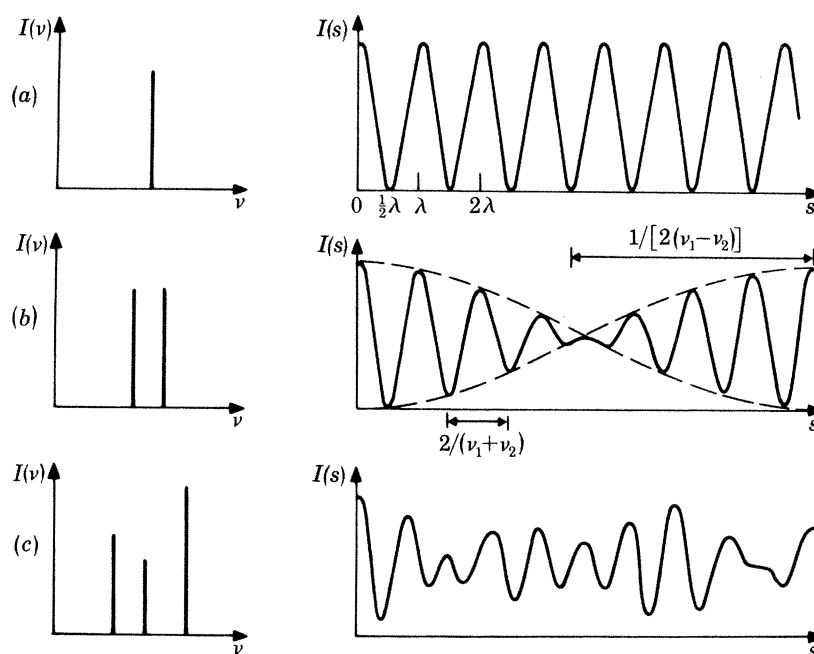 I(ν) I(s)
(a)
ν 0 ½λ λ 2λ s
I(ν) I(s) 1/[2(ν₁−ν₂)]
(b)
ν s
2/(ν₁+ν₂)
I(ν) I(s)
(c)
ν s